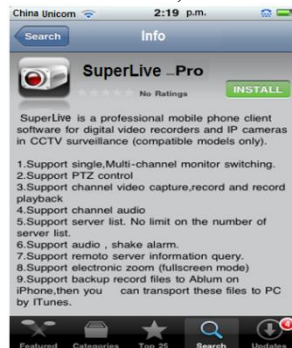 China Unicom 2:19 p.m.
Search Info
SuperLive -Pro
No Ratings INSTALL
SuperLive is a professional mobile phone client
software for digital video recorders and IP cameras
in CCTV surveillance (compatible models only).
1.Support single,Multi-channel monitor switching.
2.Support PTZ control
3.Support channel video capture,record and record
playback
4.Support channel audio
5.Support server list. No limit on the number of
server list.
6.Support audio , shake alarm.
7.Support remoto server information query.
8.Support electronic zoom (fullscreen mode)
9.Support backup record files to Ablum on
iPhone,then you can transport these files to PC
by ITunes.
4
Featured Categories Top 25 Search Updates